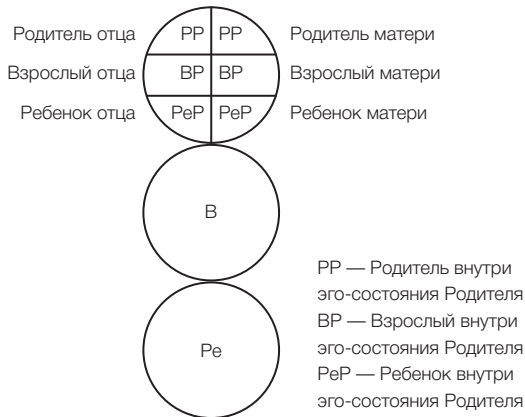 Родитель отца РР РР Родитель матери
Взрослый отца ВР ВР Взрослый матери
Ребенок отца РеР РеР Ребенок матери
В
Ре
РР — Родитель внутри
эго-состояния Родителя
ВР — Взрослый внутри
эго-состояния Родителя
РеР — Ребенок внутри
эго-состояния Родителя